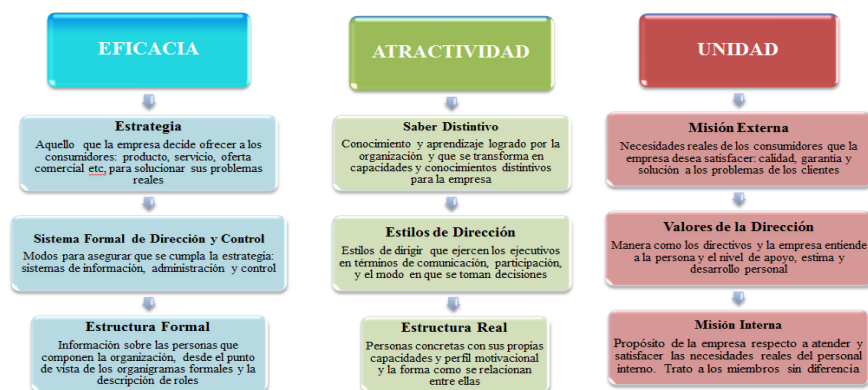 EFICACIA
Estrategia
Aquello que la empresa decide ofrecer a los
consumidores: producto, servicio, oferta
comercial etc, para solucionar sus problemas
reales
Sistema Formal de Dirección y Control
Modos para asegurar que se cumpla la estrategia:
sistemas de información, administración y control
Estructura Formal
Información sobre las personas que
componen la organización, desde el punto
de vista de los organigramas formales y la
descripción de roles
ATRACTIVIDAD
Saber Distintivo
Conocimiento y aprendizaje logrado por la
organización y que se transforma en
capacidades y conocimientos distintivos
para la empresa
Estilos de Dirección
Estilos de dirigir que ejercen los ejecutivos
en términos de comunicación, participación,
y el modo en que se toman decisiones
Estructura Real
Personas concretas con sus propias
capacidades y perfil motivacional y
la forma como se relacionan
entre ellas
UNIDAD
Misión Externa
Necesidades reales de los consumidores que la
empresa desea satisfacer: calidad, garantía y
solución a los problemas de los clientes
Valores de la Dirección
Manera como los directivos y la empresa entiende
a la persona y el nivel de apoyo, estima y
desarrollo personal
Misión Interna
Propósito de la empresa respecto a atender y
satisfacer las necesidades reales del personal
interno. Trato a los miembros sin diferencia